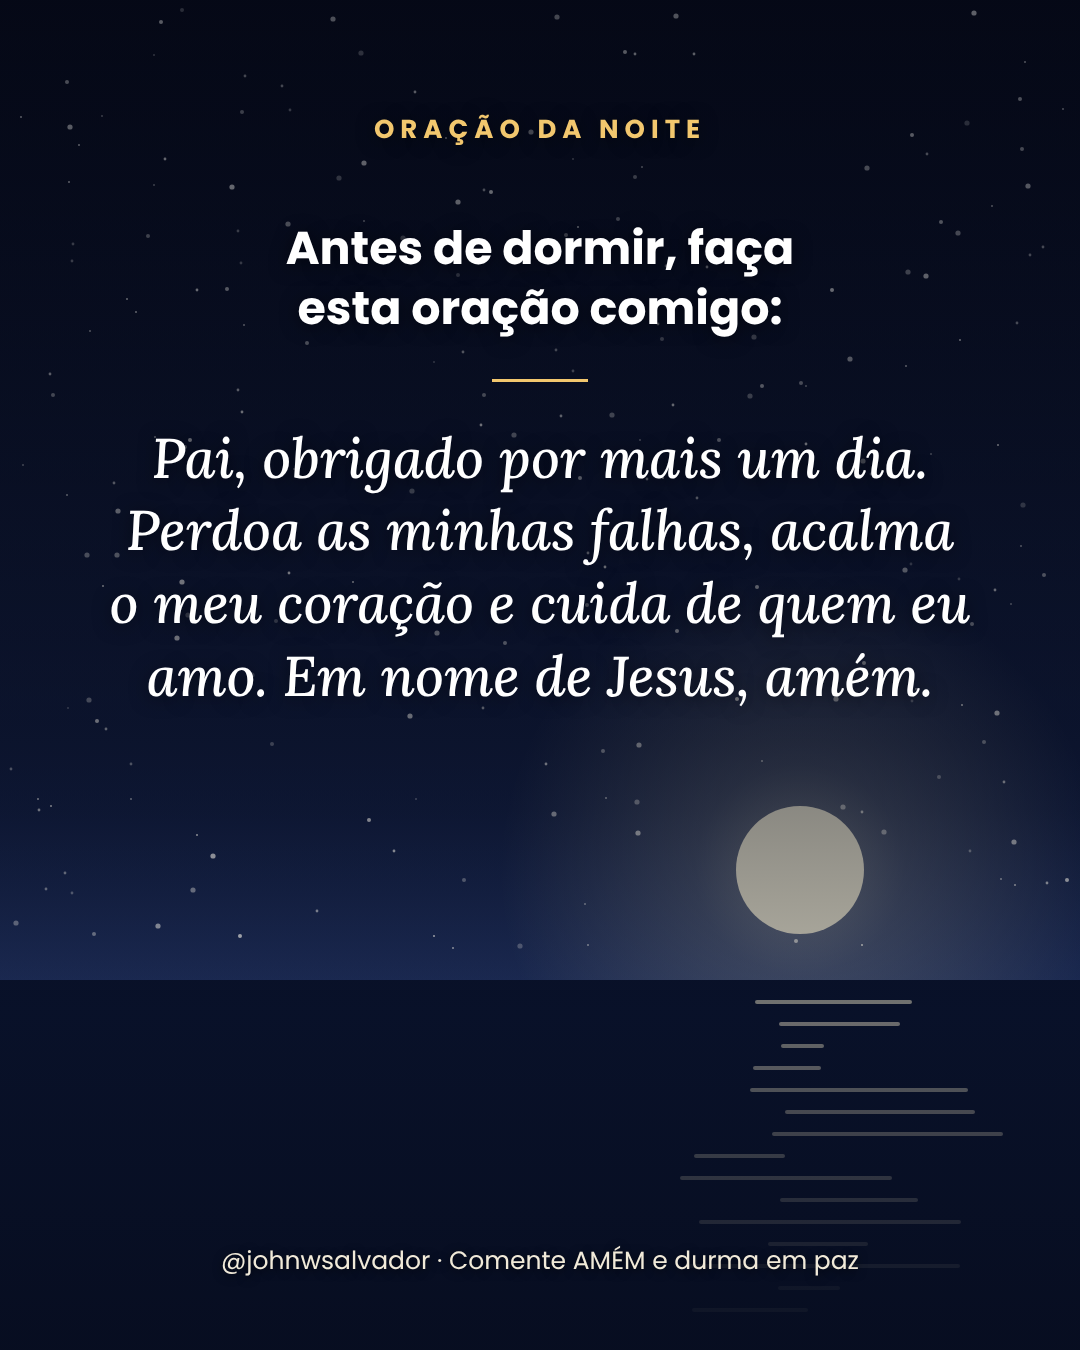 ORAÇÃO DA NOITE
Antes de dormir, faça
esta oração comigo:
Pai, obrigado por mais um dia.
Perdoa as minhas falhas, acalma
o meu coração e cuida de quem eu
amo. Em nome de Jesus, amém.
@johnwsalvador · Comente AMÉM e durma em paz